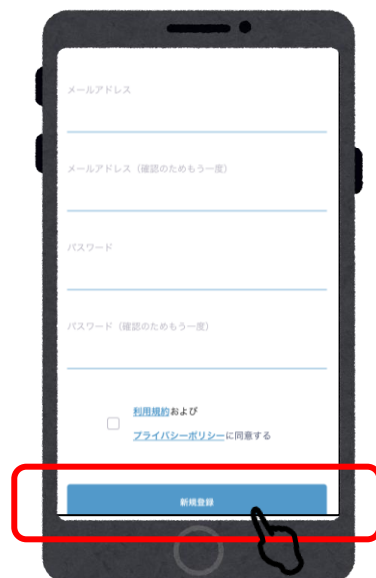 メールアドレス
メールアドレス（確認のためもう一度）
パスワード
パスワード（確認のためもう一度）
利用規約および
プライバシーポリシーに同意する
新規登録